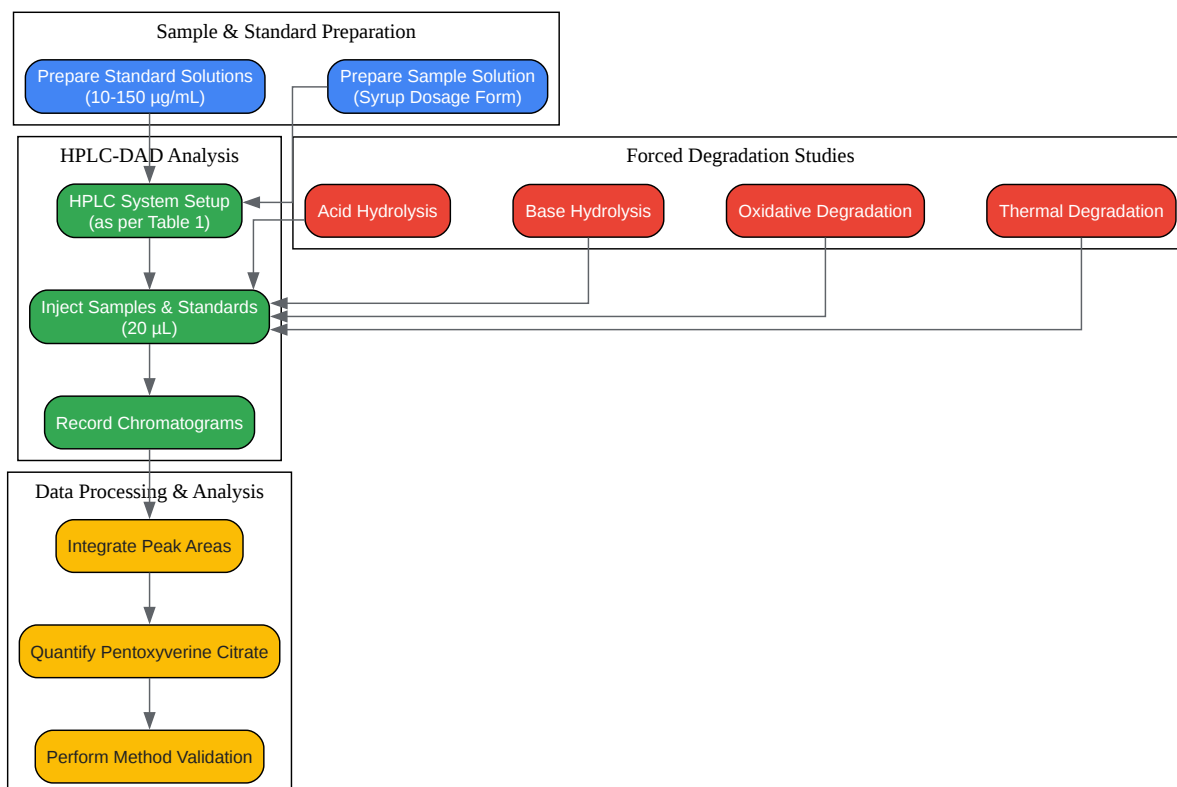 Sample & Standard Preparation
Prepare Standard Solutions
(10-150 µg/mL)
Prepare Sample Solution
(Syrup Dosage Form)
HPLC-DAD Analysis
Forced Degradation Studies
HPLC System Setup
(as per Table 1)
Acid Hydrolysis
Base Hydrolysis
Oxidative Degradation
Thermal Degradation
Inject Samples & Standards
(20 µL)
Record Chromatograms
Data Processing & Analysis
Integrate Peak Areas
Quantify Pentoxyverine Citrate
Perform Method Validation